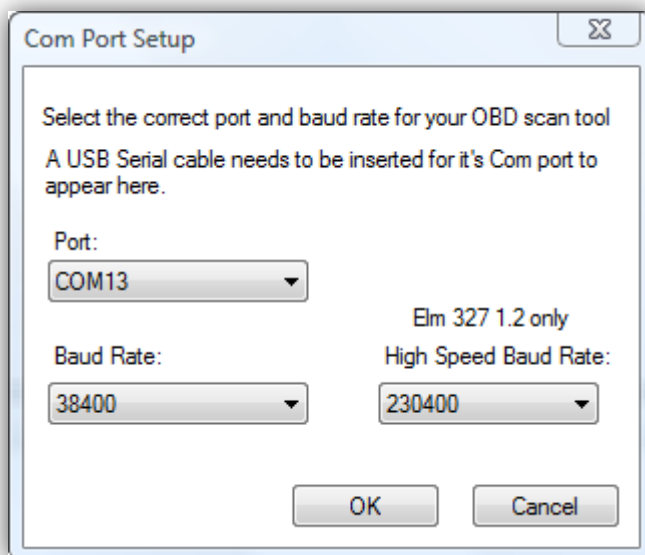 Com Port Setup
Select the correct port and baud rate for your OBD scan tool
A USB Serial cable needs to be inserted for it's Com port to
appear here.
Port:
COM13
Elm 327 1.2 only
Baud Rate:
High Speed Baud Rate:
38400
230400
OK
Cancel